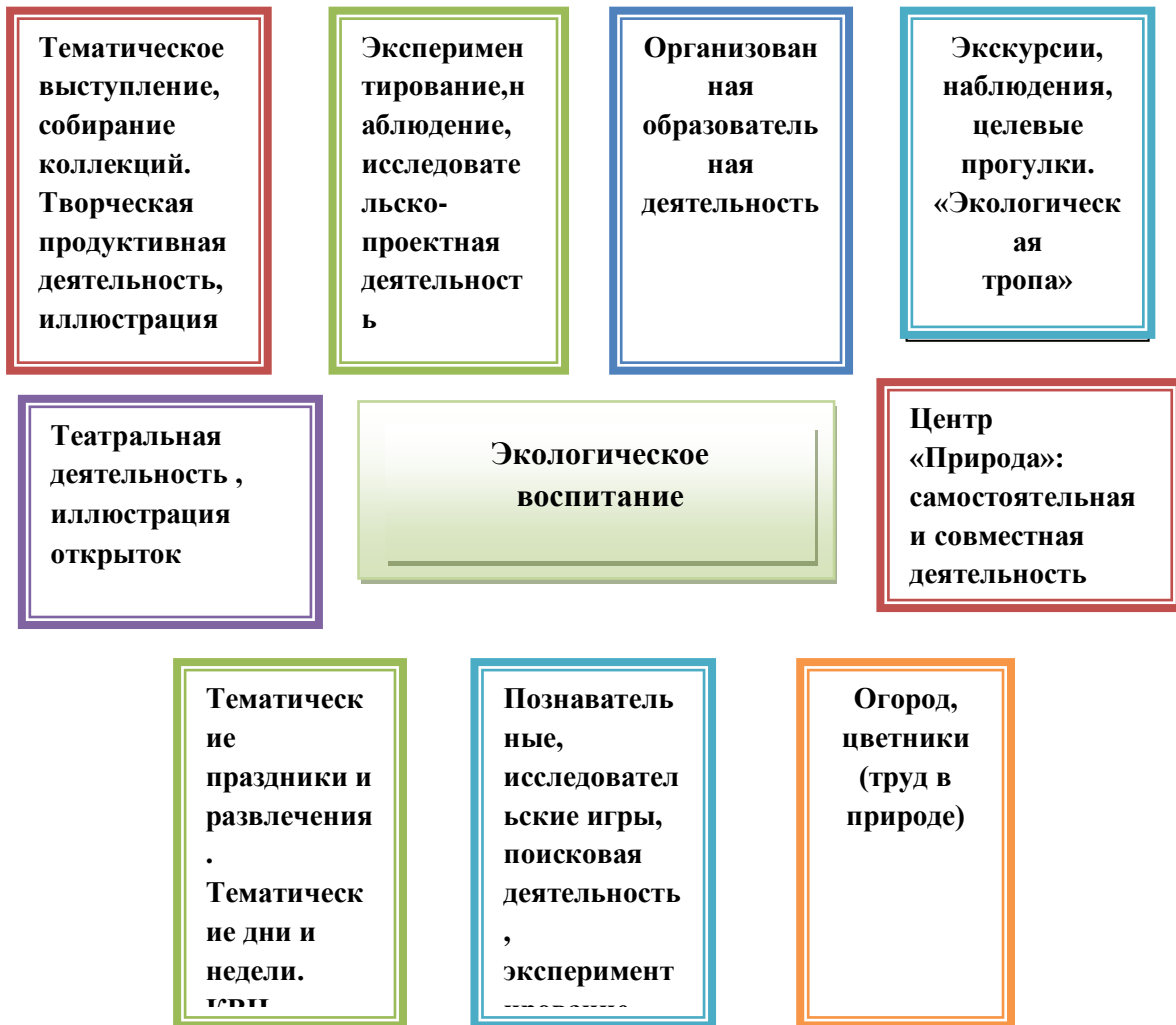 Тематическое
выступление,
собирание
коллекций.
Творческая
продуктивная
деятельность,
иллюстрация
Эксперимен
тирование,н
аблюдение,
исследовате
льско-
проектная
деятельност
ь
Организован
ная
образователь
ная
деятельность
Экскурсии,
наблюдения,
целевые
прогулки.
«Экологическ
ая
тропа»
Театральная
деятельность ,
иллюстрация
открыток
Экологическое
воспитание
Центр
«Природа»:
самостоятельная
и совместная
деятельность
Тематическ
ие
праздники и
развлечения
.
Тематическ
ие дни и
недели.
Познаватель
ные,
исследовател
ьские игры,
поисковая
деятельность
,
эксперимент
Огород,
цветники
(труд в
природе)